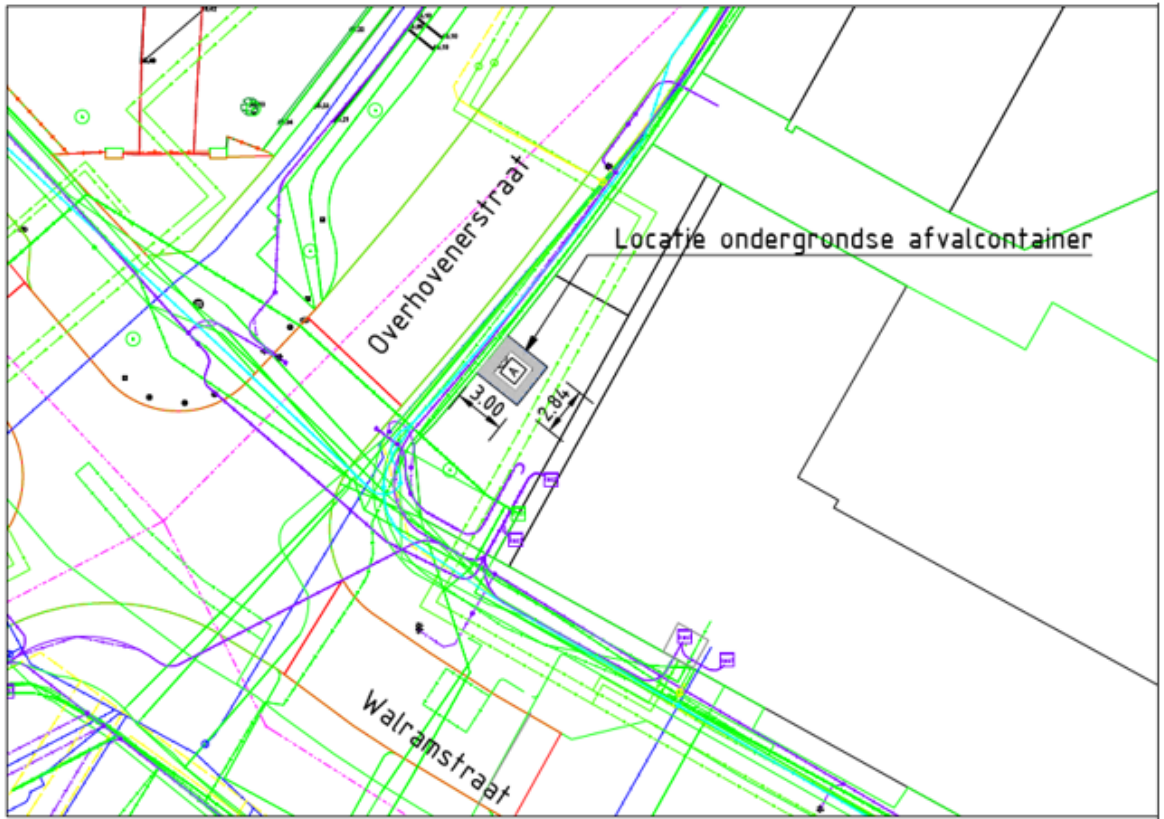 Overhovenerstraat
Locatie ondergrondse afvalcontainer
A
3.00
2.84
Walramstraat